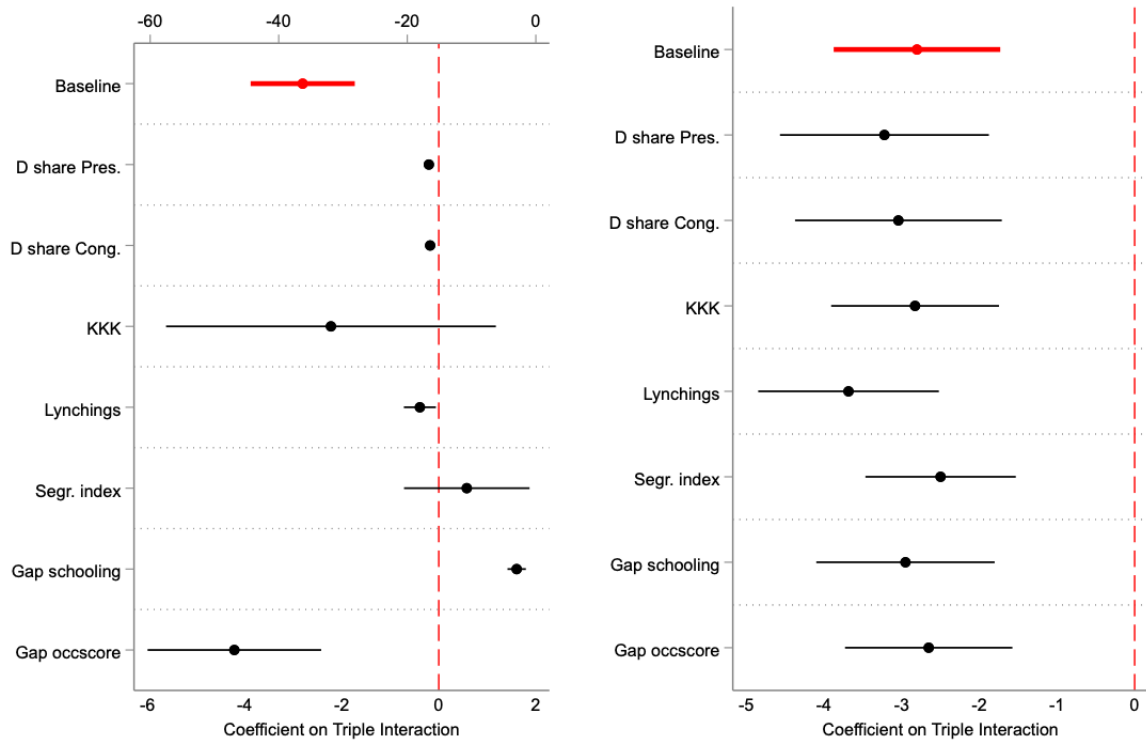 -60 -40 -20 0
Baseline
D share Pres.
D share Cong.
KKK
Lynchings
Segr. index
Gap schooling
Gap occscore
-6 -4 -2 0 2
Coefficient on Triple Interaction
Baseline
D share Pres.
D share Cong.
KKK
Lynchings
Segr. index
Gap schooling
Gap occscore
-5 -4 -3 -2 -1 0
Coefficient on Triple Interaction